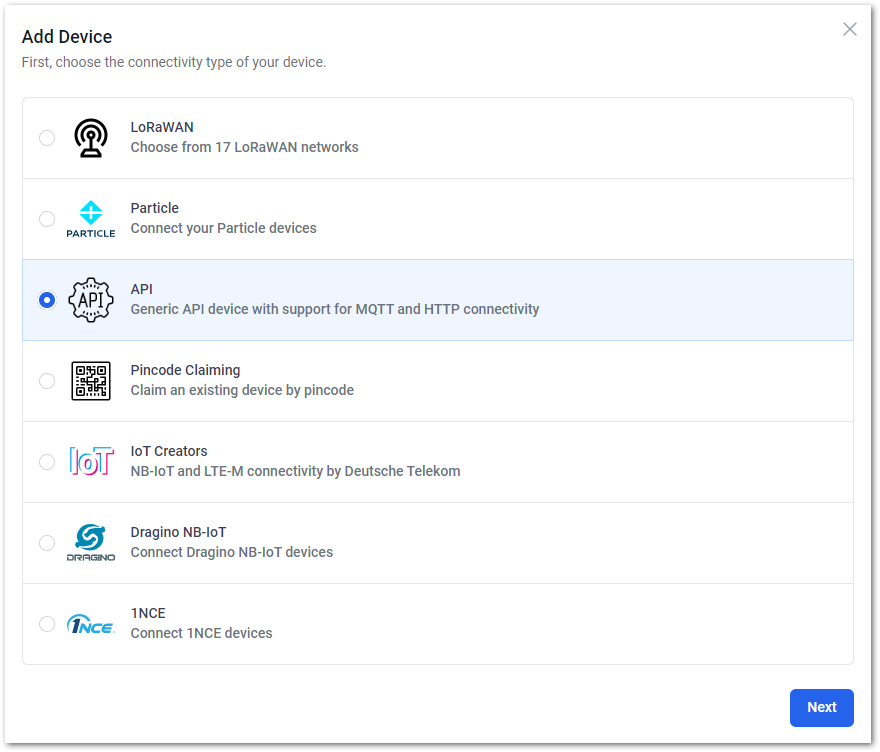 Add Device
First, choose the connectivity type of your device.
LoRaWAN
Choose from 17 LoRaWAN networks
PARTICLE
Particle
Connect your Particle devices
API
API
Generic API device with support for MQTT and HTTP connectivity
Pincode Claiming
Claim an existing device by pincode
IoT
IoT Creators
NB-IoT and LTE-M connectivity by Deutsche Telekom
DRAGINO
Dragino NB-IoT
Connect Dragino NB-IoT devices
1NCE
1NCE
Connect 1NCE devices
Next